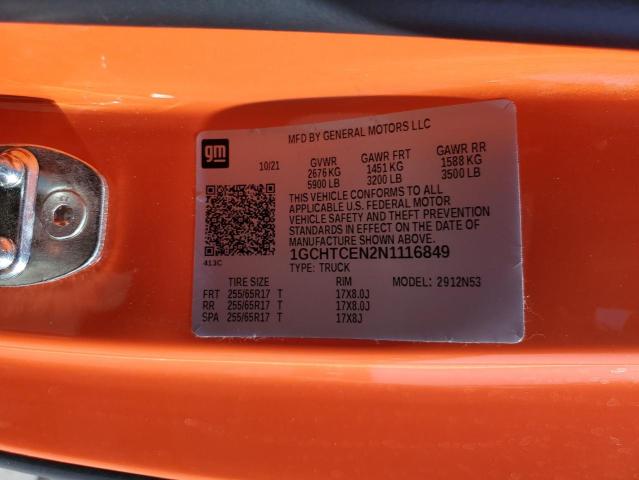 MFD BY GENERAL MOTORS LLC
gm
10/21
GVWR GAWR FRT GAWR RR
2676 KG 1451 KG 1588 KG
5900 LB 3200 LB 3500 LB
THIS VEHICLE CONFORMS TO ALL
APPLICABLE U.S. FEDERAL MOTOR
VEHICLE SAFETY AND THEFT PREVENTION
STANDARDS IN EFFECT ON THE DATE OF
MANUFACTURE SHOWN ABOVE.
413C
1GCHTCEN2N1116849
TYPE: TRUCK
TIRE SIZE RIM MODEL: 2912N53
FRT 255/65R17 T 17X8.0J
RR 255/65R17 T 17X8.0J
SPA 255/65R17 T 17X8J